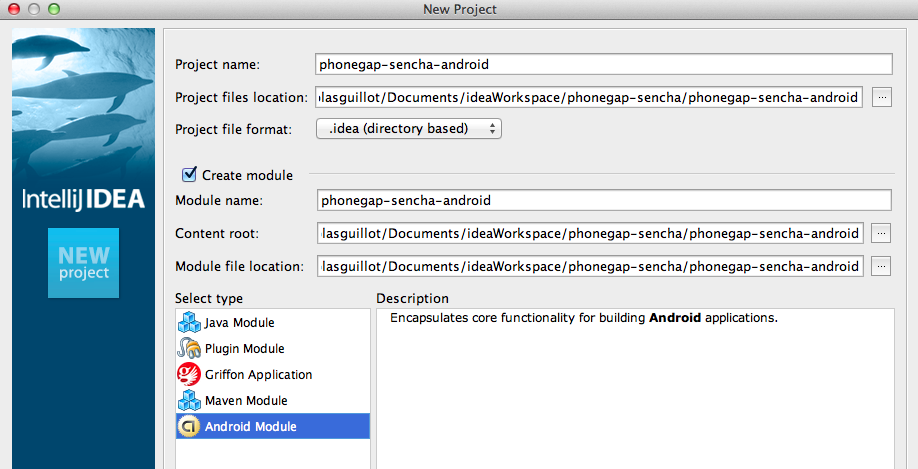 New Project
Project name: phonegap-sencha-android
Project files location: lasguillot/Documents/ideaWorkspace/phonegap-sencha/phonegap-sencha-android ...
Project file format: .idea (directory based)
Create module
IntelliJIDEA
Module name: phonegap-sencha-android
NEW
project
Content root: lasguillot/Documents/ideaWorkspace/phonegap-sencha/phonegap-sencha-android ...
Module file location: lasguillot/Documents/ideaWorkspace/phonegap-sencha/phonegap-sencha-android ...
Select type
Description
Java Module
Encapsulates core functionality for building Android applications.
Plugin Module
Griffon Application
Maven Module
Android Module